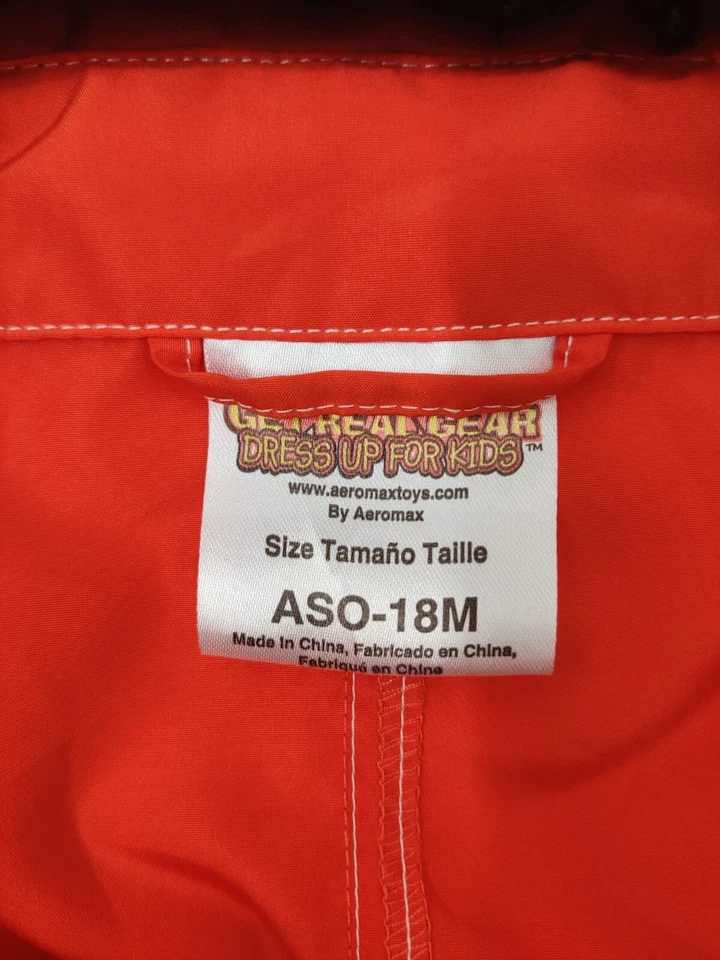 GET REAL GEAR
DRESS UP FOR KIDS™
www.aeromaxtoys.com
By Aeromax
Size Tamaño Taille
ASO-18M
Made In China, Fabricado en China,
Fabriqué en Chine